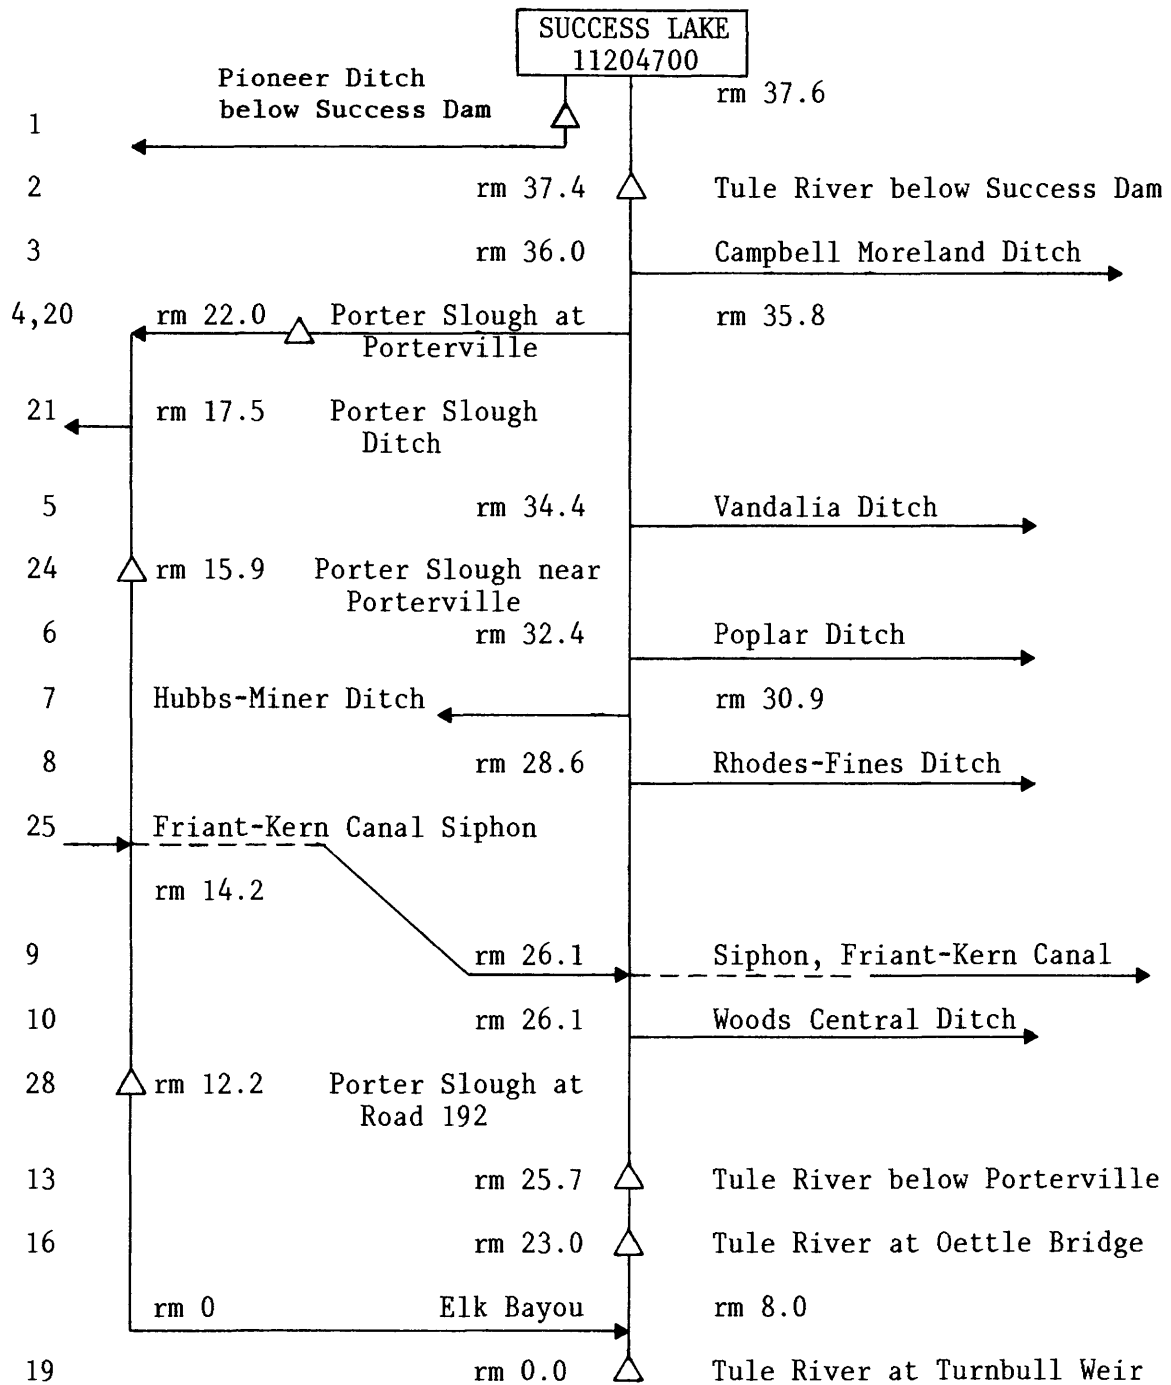 SUCCESS LAKE
11204700
Pioneer Ditch
below Success Dam
rm 37.6
1
2 rm 37.4 Tule River below Success Dam
3 rm 36.0 Campbell Moreland Ditch
4,20 rm 22.0 Porter Slough at rm 35.8
Porterville
21 rm 17.5 Porter Slough
Ditch
5 rm 34.4 Vandalia Ditch
24 rm 15.9 Porter Slough near
Porterville
6 rm 32.4 Poplar Ditch
7 Hubbs-Miner Ditch rm 30.9
8 rm 28.6 Rhodes-Fines Ditch
25 Friant-Kern Canal Siphon
rm 14.2
9 rm 26.1 Siphon, Friant-Kern Canal
10 rm 26.1 Woods Central Ditch
28 rm 12.2 Porter Slough at
Road 192
13 rm 25.7 Tule River below Porterville
16 rm 23.0 Tule River at Oettle Bridge
rm 0 Elk Bayou rm 8.0
19 rm 0.0 Tule River at Turnbull Weir